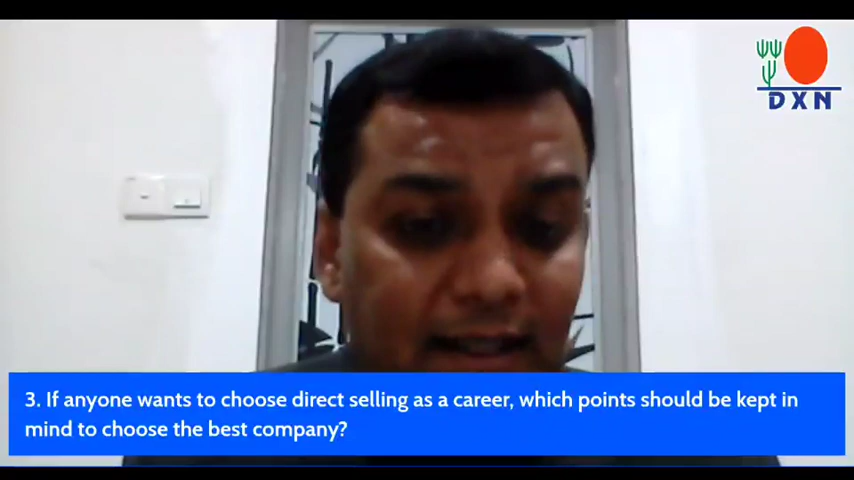 DXN
3. If anyone wants to choose direct selling as a career, which points should be kept in
mind to choose the best company?